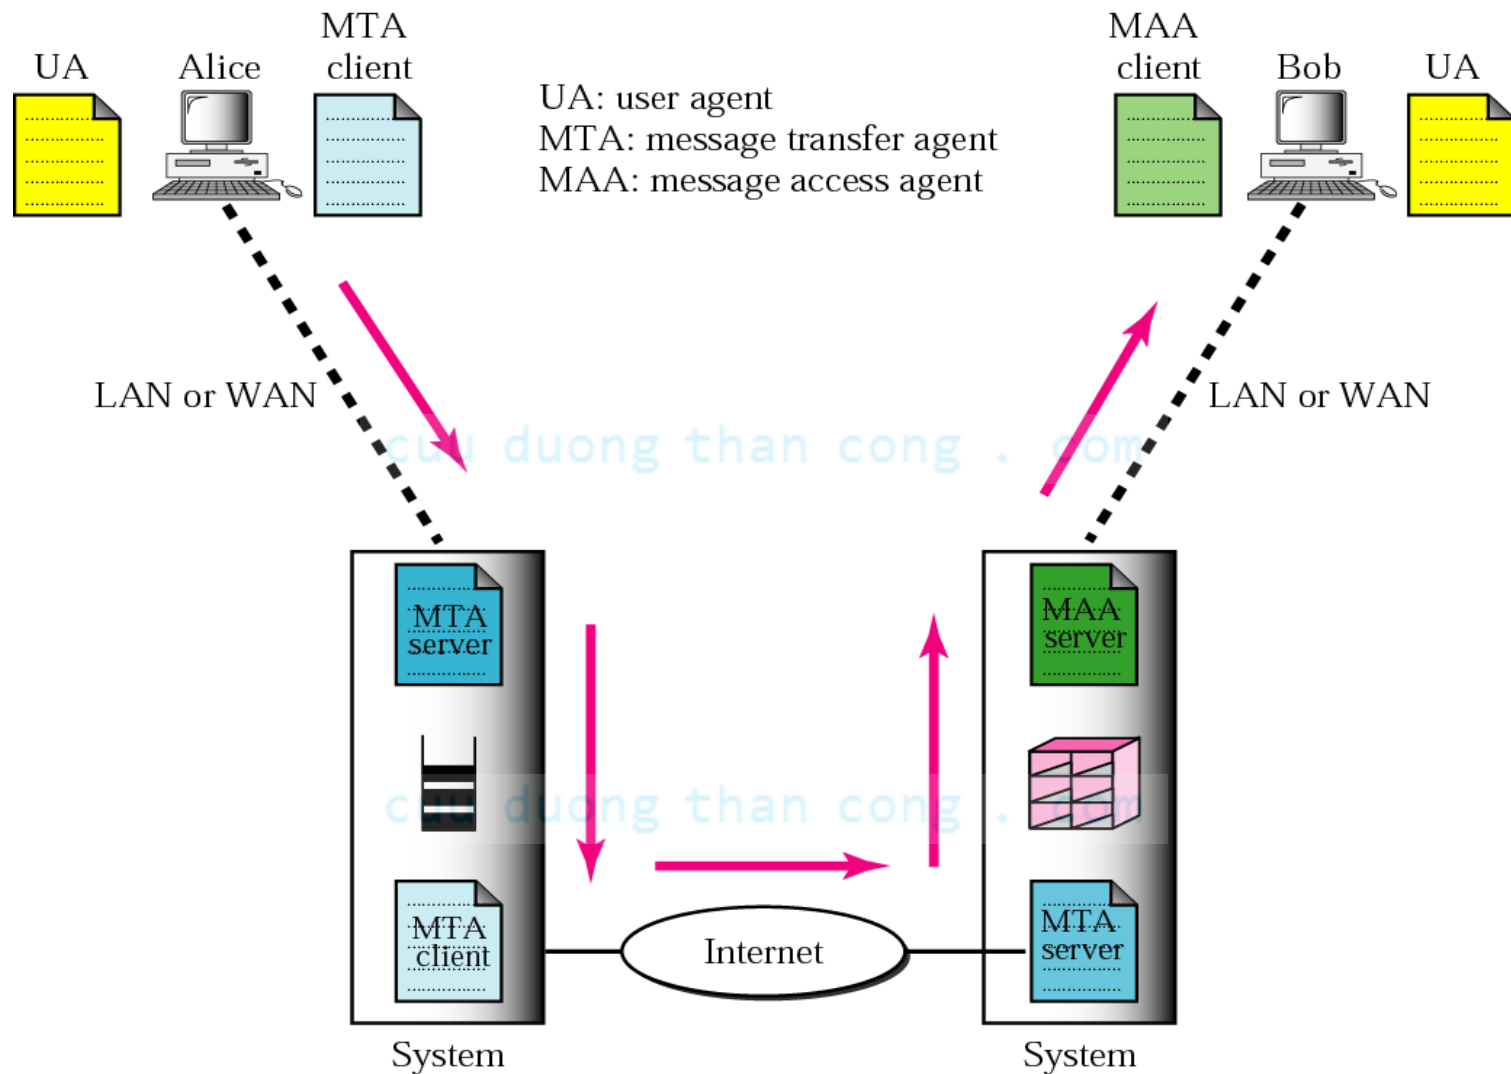 UA
Alice
MTA
client
UA: user agent
MTA: message transfer agent
MAA: message access agent
MAA
client
Bob
UA
LAN or WAN
LAN or WAN
cuu duong than cong . com
MTA
server
MAA
server
cuu duong than cong . com
MTA
client
Internet
MTA
server
System
System